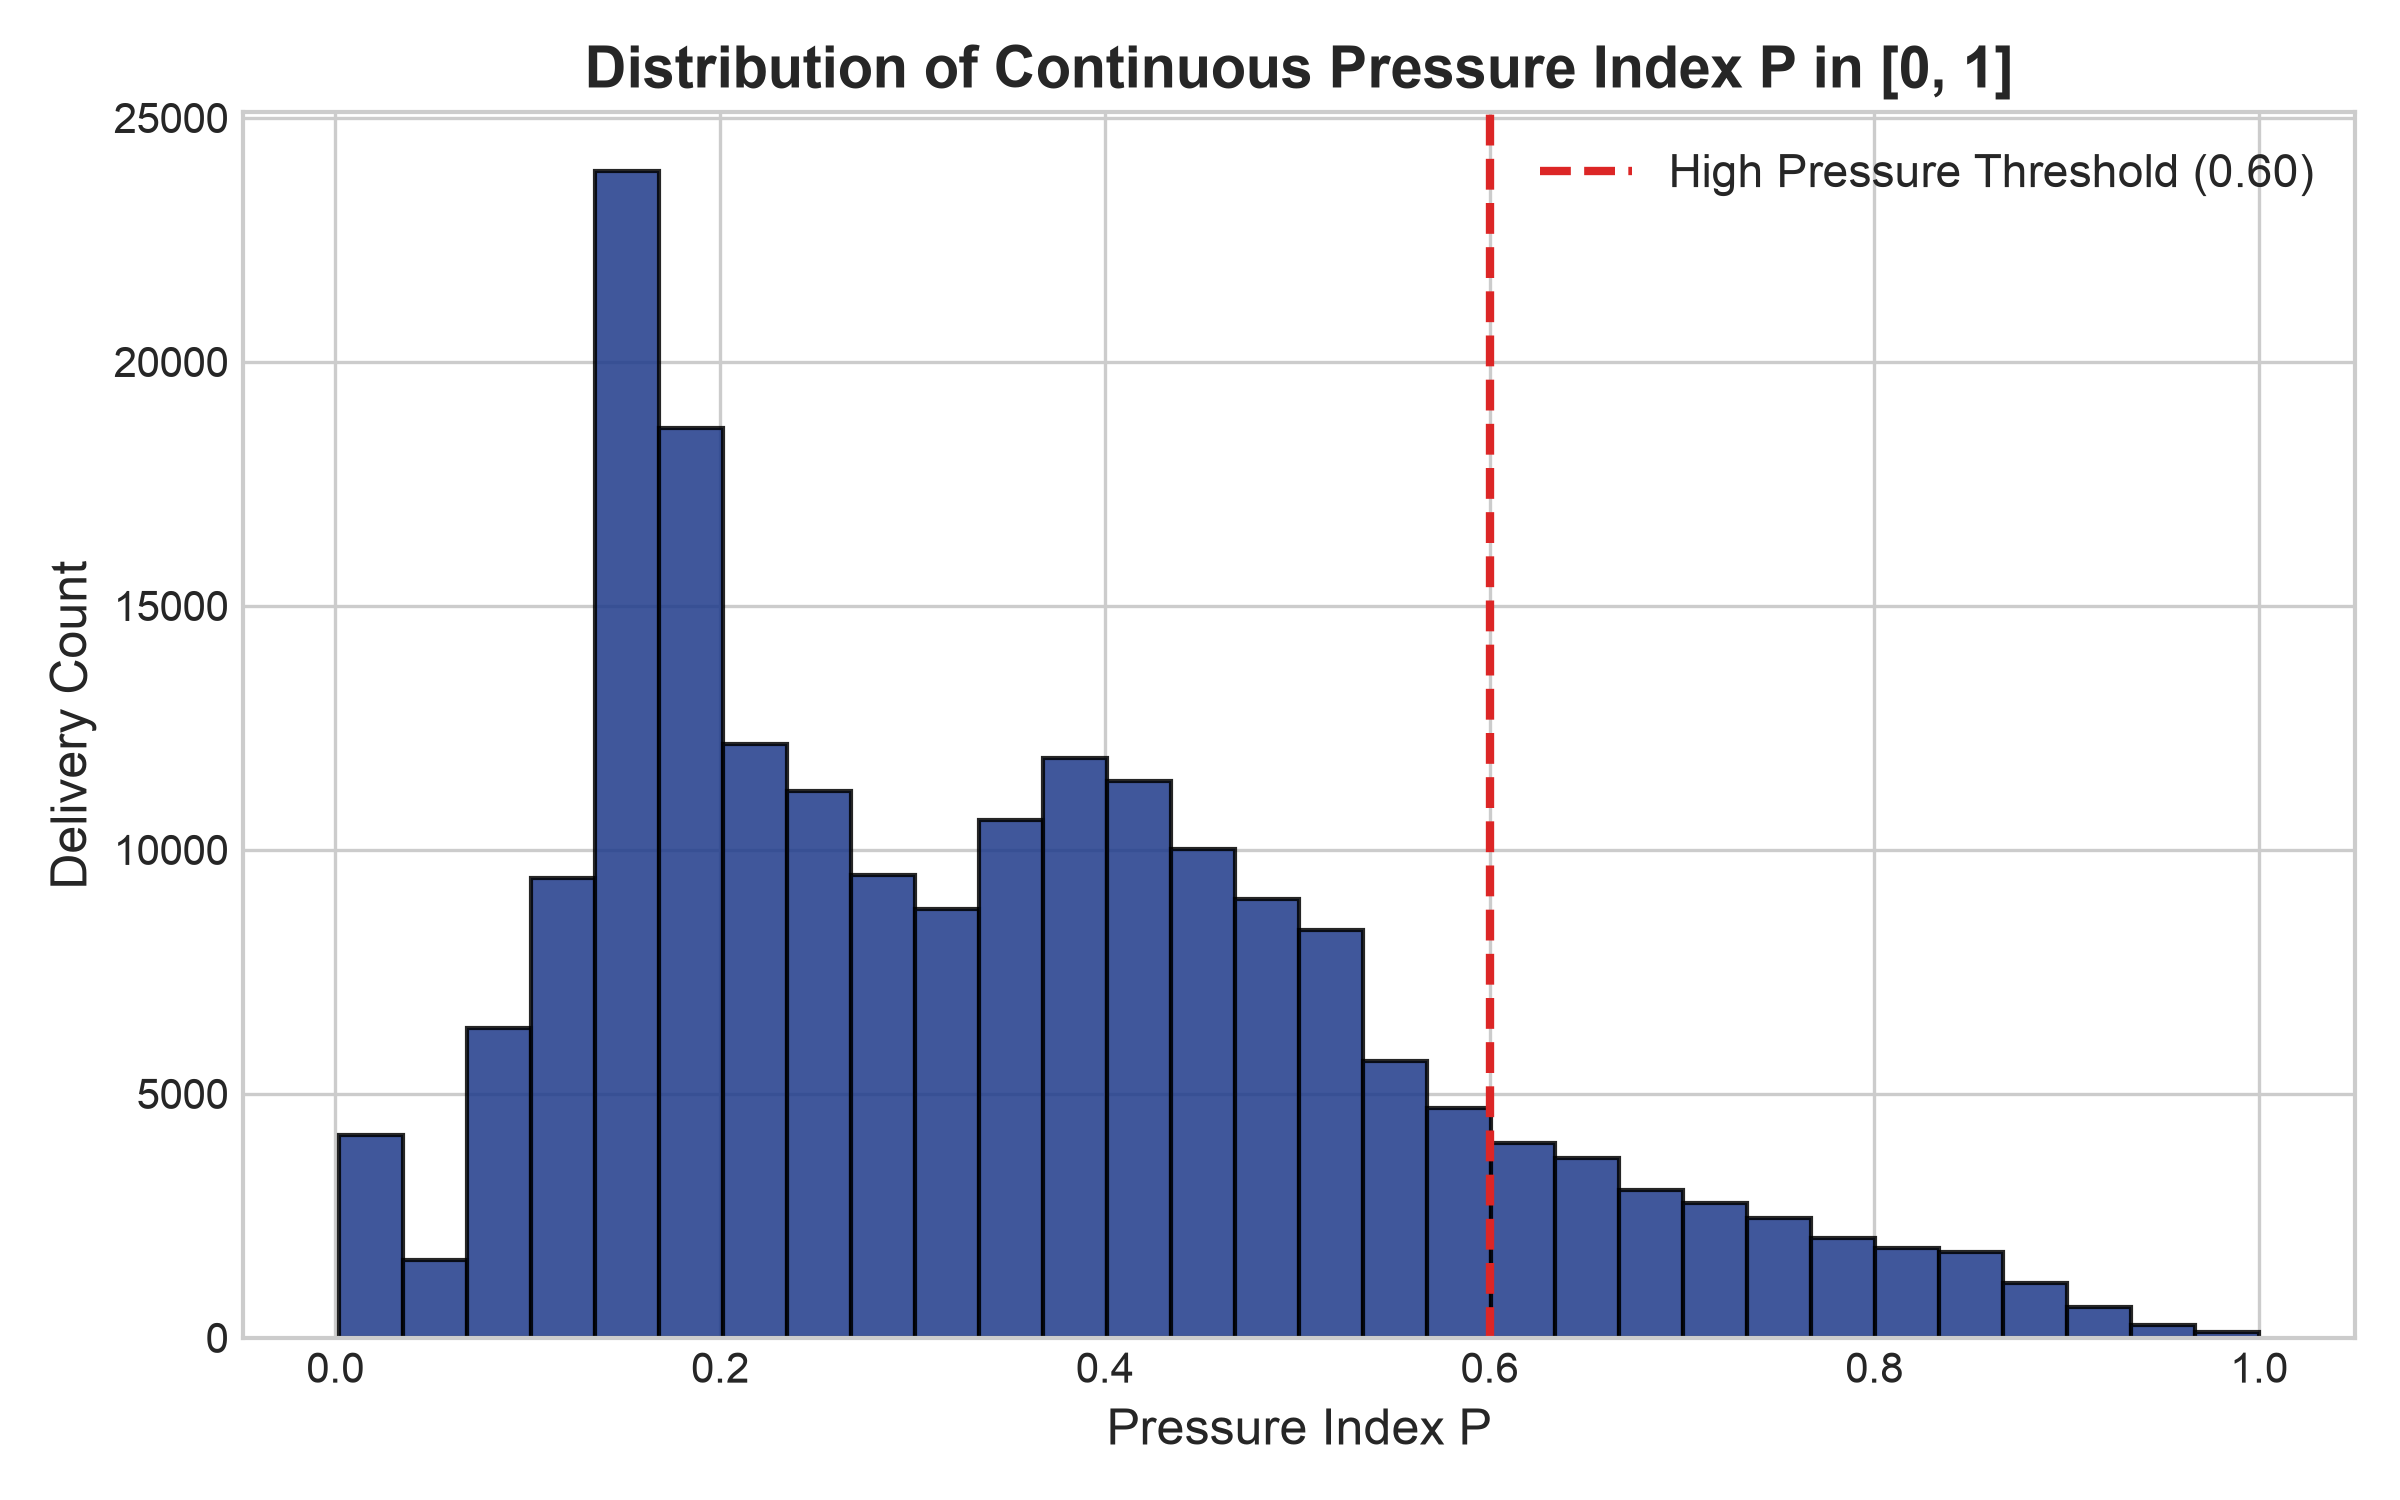 Distribution of Continuous Pressure Index P in [0, 1]
High Pressure Threshold (0.60)
Delivery Count
25000
20000
15000
10000
5000
0
0.0 0.2 0.4 0.6 0.8 1.0
Pressure Index P